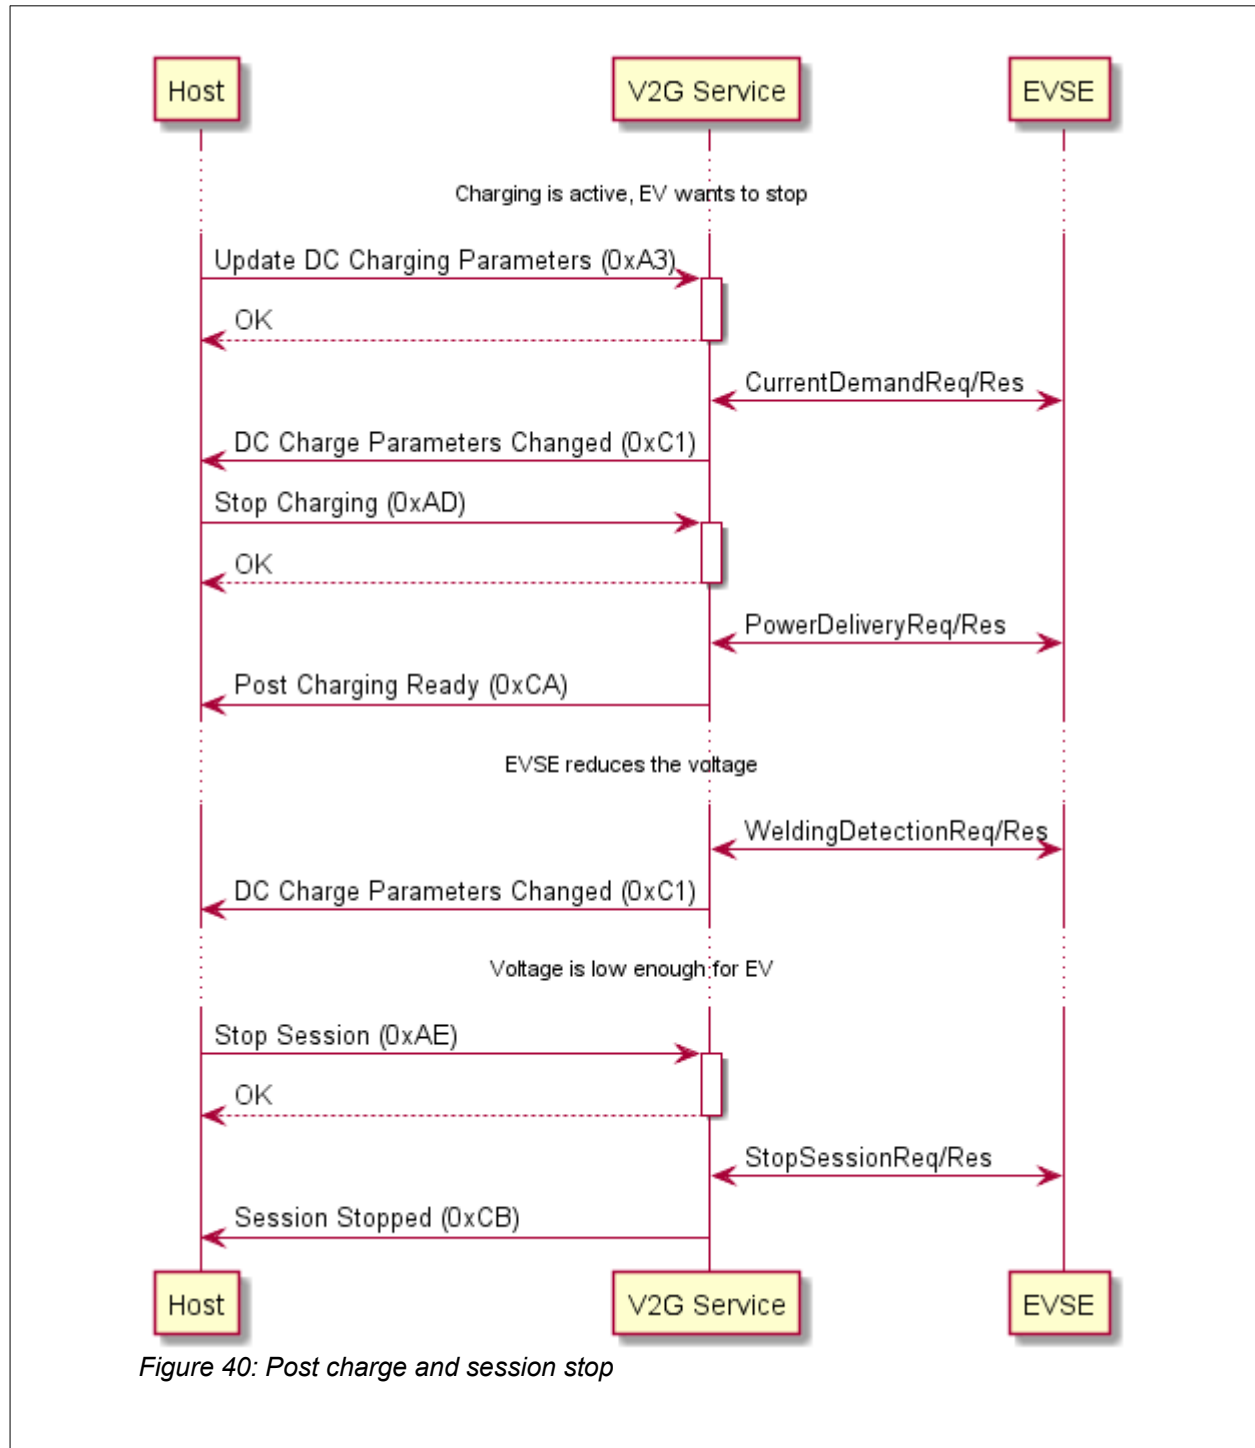 Host
V2G Service
EVSE
Charging is active, EV wants to stop
Update DC Charging Parameters (0xA3)
OK
CurrentDemandReq/Res
DC Charge Parameters Changed (0xC1)
Stop Charging (0xAD)
OK
PowerDeliveryReq/Res
Post Charging Ready (0xCA)
EVSE reduces the voltage
WeldingDetectionReq/Res
DC Charge Parameters Changed (0xC1)
Voltage is low enough for EV
Stop Session (0xAE)
OK
StopSessionReq/Res
Session Stopped (0xCB)
Host
V2G Service
EVSE
Figure 40: Post charge and session stop